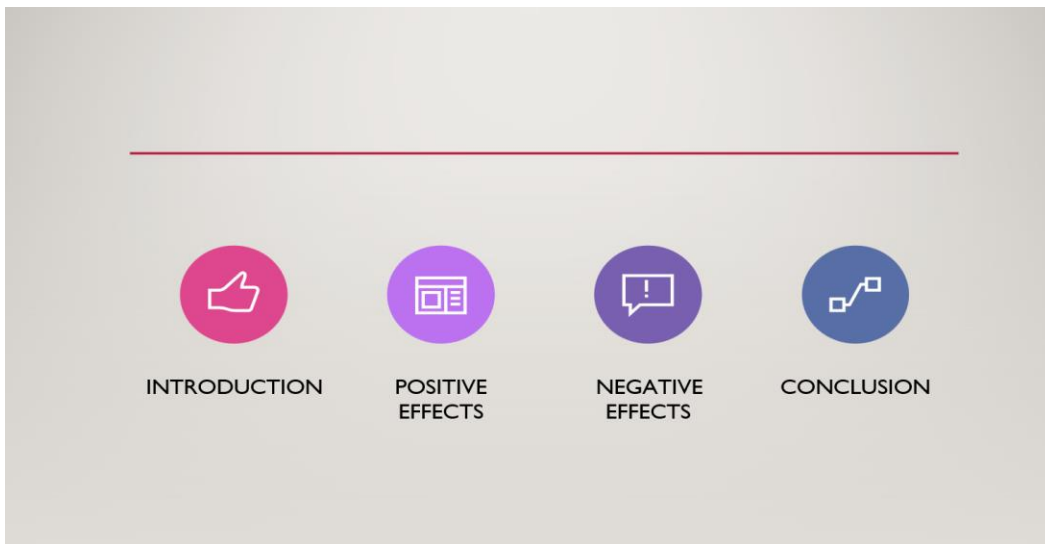 INTRODUCTION
POSITIVE
EFFECTS
NEGATIVE
EFFECTS
CONCLUSION